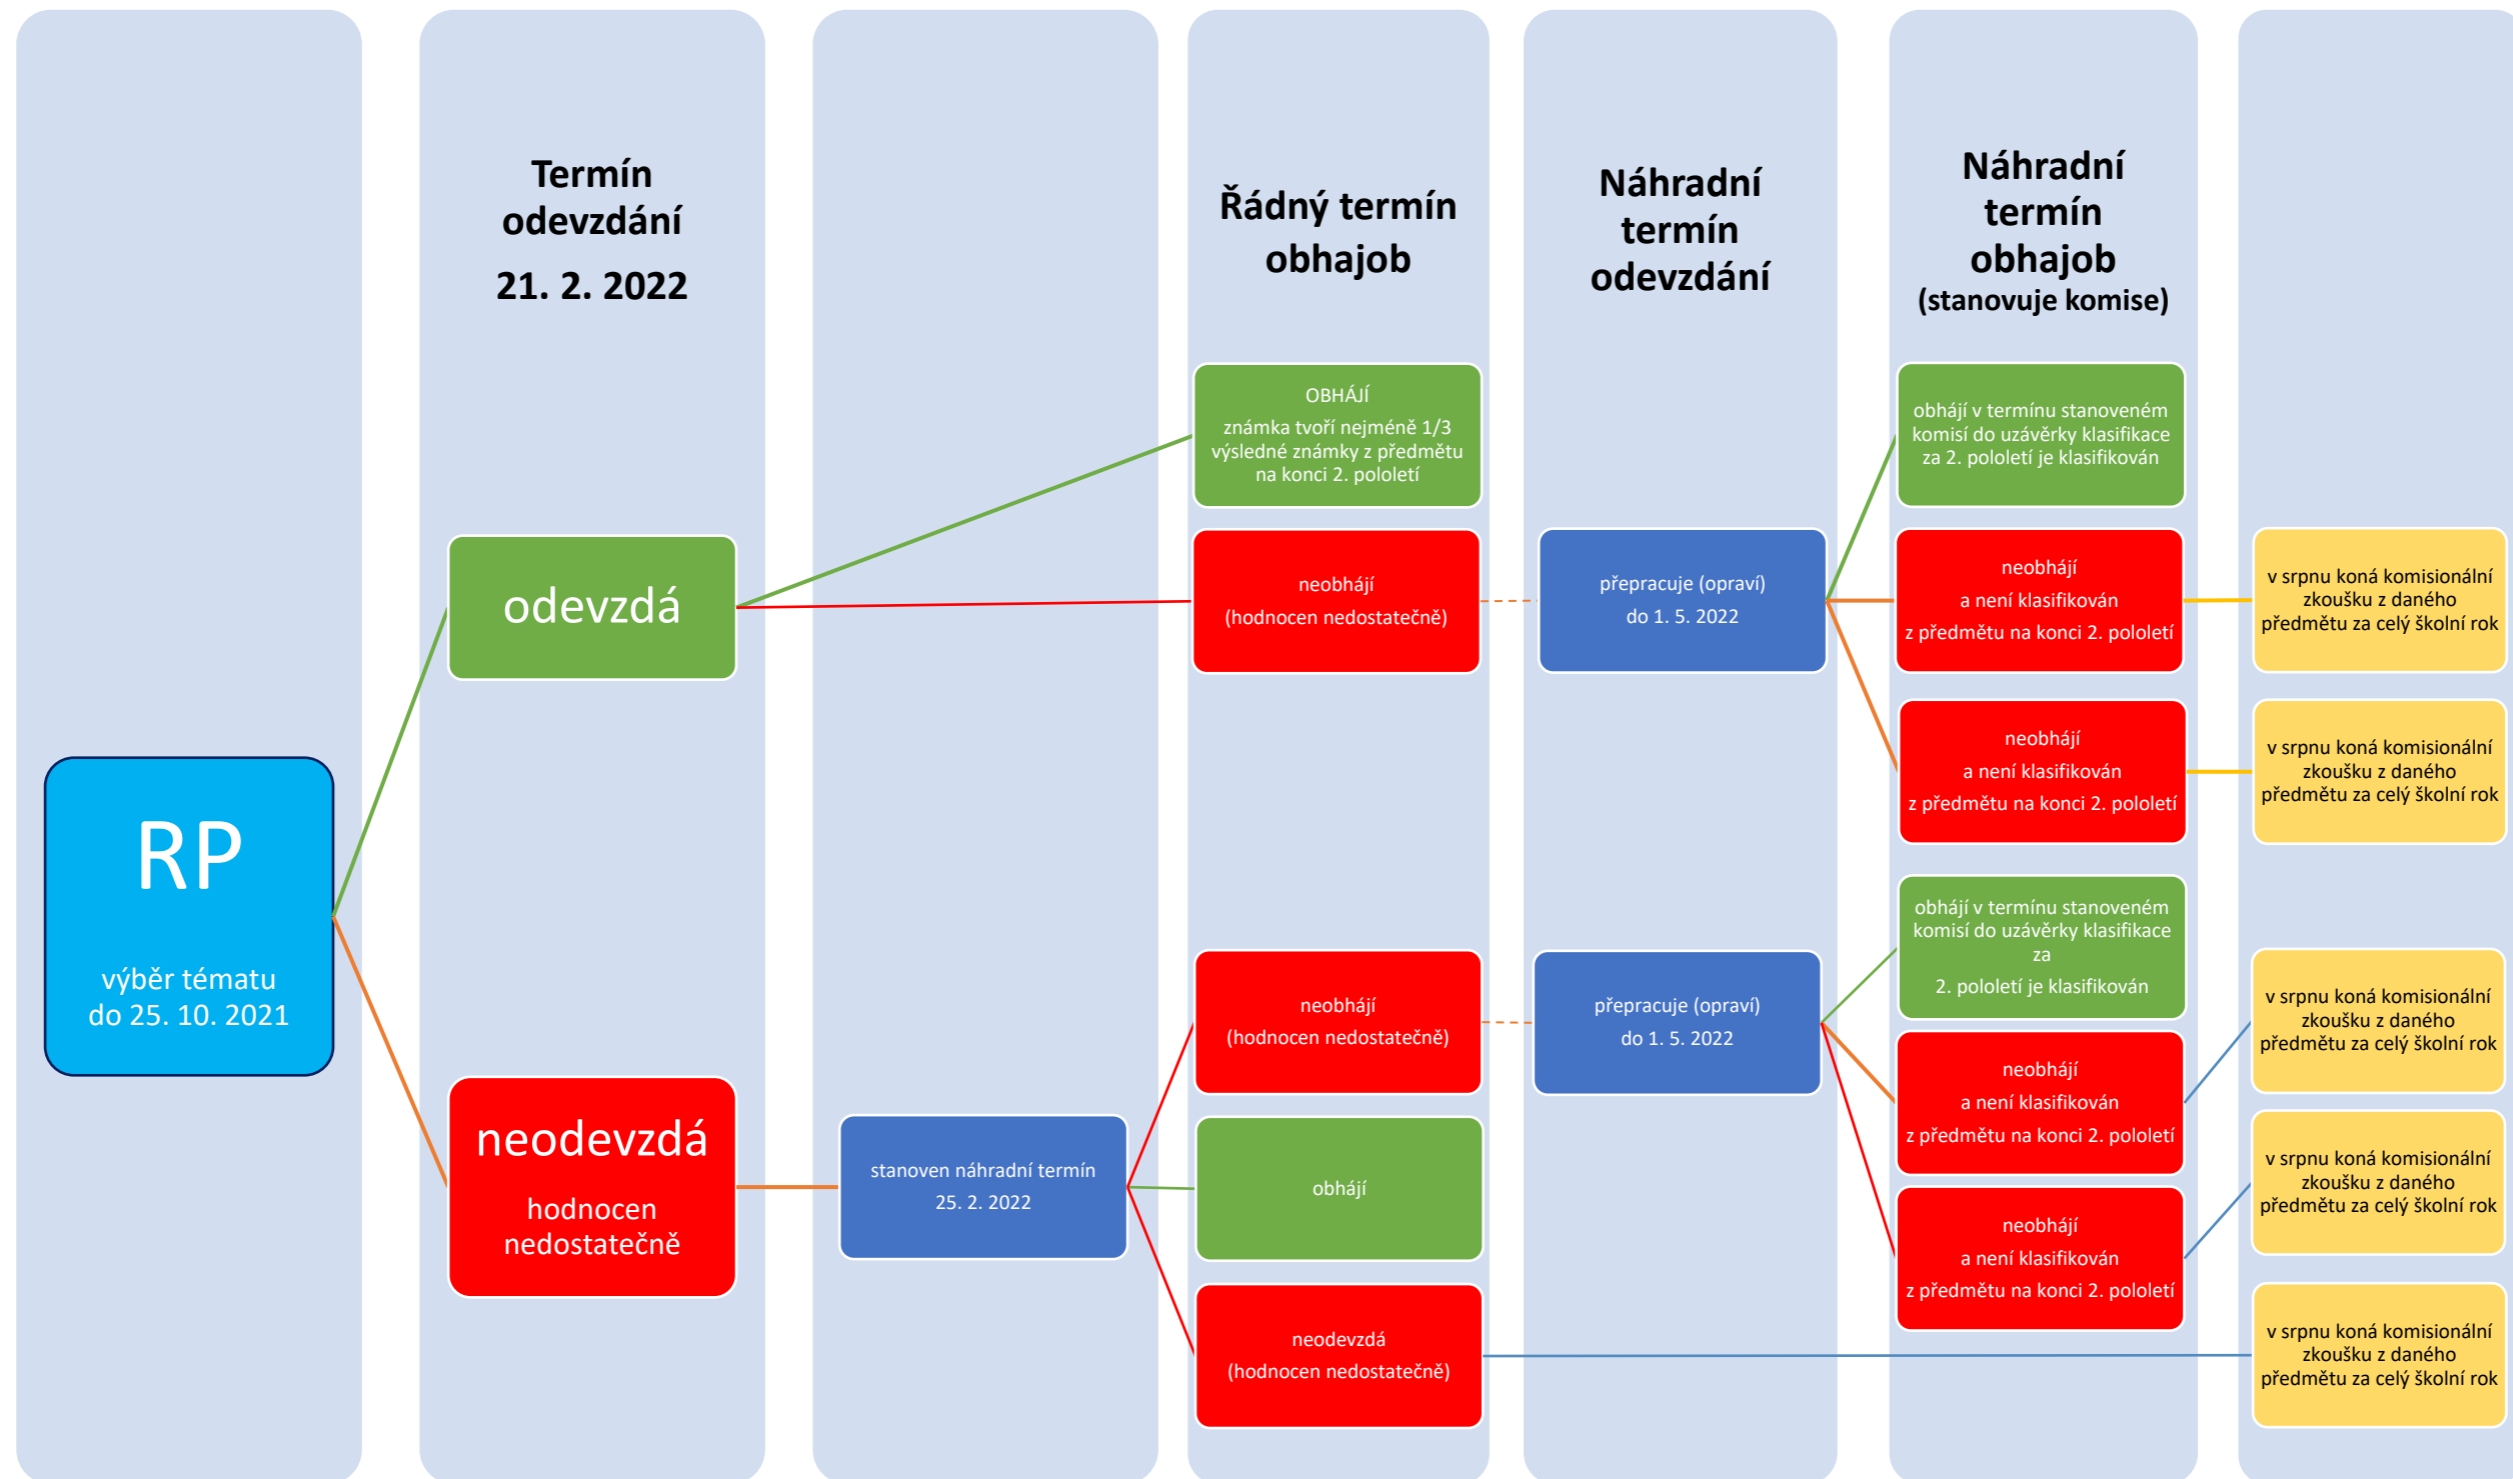 RP
výběr tématu
do 25. 10. 2021
Termín
odevzdání
21. 2. 2022
odevzdá
neodevzdá
hodnocen
nedostatečně
stanoven náhradní termín
25. 2. 2022
Řádný termín
obhajob
OBHÁJÍ
známka tvoří nejméně 1/3
výsledné známky z předmětu
na konci 2. pololetí
neobhájí
(hodnocen nedostatečně)
neobhájí
(hodnocen nedostatečně)
obhájí
neodevzdá
(hodnocen nedostatečně)
Náhradní
termín
odevzdání
přepracuje (opraví)
do 1. 5. 2022
přepracuje (opraví)
do 1. 5. 2022
Náhradní
termín
obhajob
(stanovuje komise)
obhájí v termínu stanoveném
komisí do uzávěrky klasifikace
za 2. pololetí je klasifikován
neobhájí
a není klasifikován
z předmětu na konci 2. pololetí
neobhájí
a není klasifikován
z předmětu na konci 2. pololetí
obhájí v termínu stanoveném
komisí do uzávěrky klasifikace
za
2. pololetí je klasifikován
neobhájí
a není klasifikován
z předmětu na konci 2. pololetí
neobhájí
a není klasifikován
z předmětu na konci 2. pololetí
v srpnu koná komisionální
zkoušku z daného
předmětu za celý školní rok
v srpnu koná komisionální
zkoušku z daného
předmětu za celý školní rok
v srpnu koná komisionální
zkoušku z daného
předmětu za celý školní rok
v srpnu koná komisionální
zkoušku z daného
předmětu za celý školní rok
v srpnu koná komisionální
zkoušku z daného
předmětu za celý školní rok